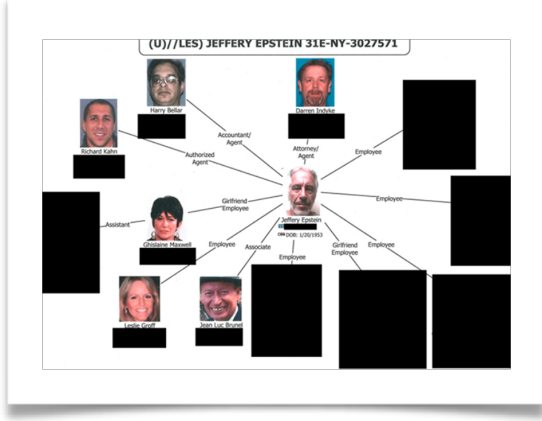 (U)//LES) JEFFERY EPSTEIN 31E-NY-3027571
Harry Bellar
Darren Indyke
Richard Kahn
Accountant/
Agent
Attorney/
Agent
Employee
Authorized
Agent
Employee
Girlfriend
Employee
Jeffery Epstein
DOB: 1/20/1953
Assistant
Ghislaine Maxwell
Employee
Associate
Employee
Girlfriend
Employee
Employee
Leslie Groff
Jean Luc Brunel